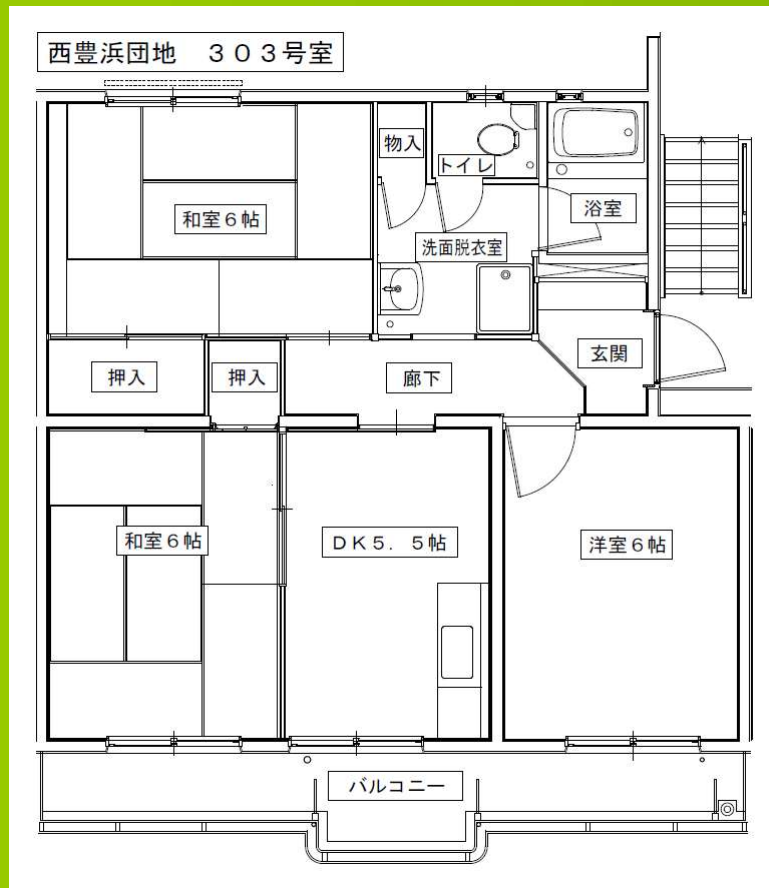 西豊浜団地　３０３号室
物入
トイレ
和室６帖
浴室
洗面脱衣室
玄関
押入
押入
廊下
和室６帖
ＤＫ５．５帖
洋室６帖
バルコニー